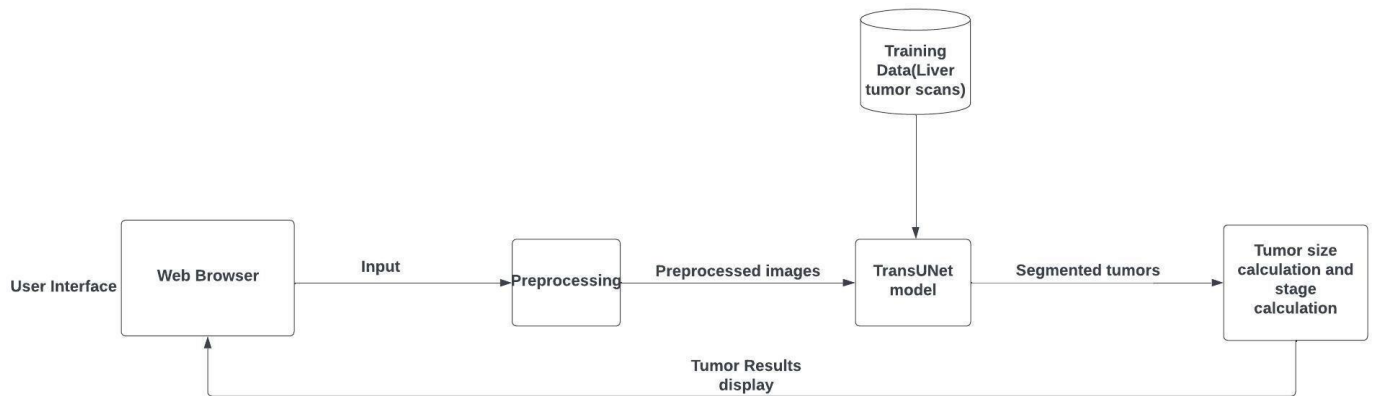 Training
Data(Liver
tumor scans)
User Interface
Web Browser
Input
Preprocessing
Preprocessed images
TransUNet
model
Segmented tumors
Tumor size
calculation and
stage
calculation
Tumor Results
display